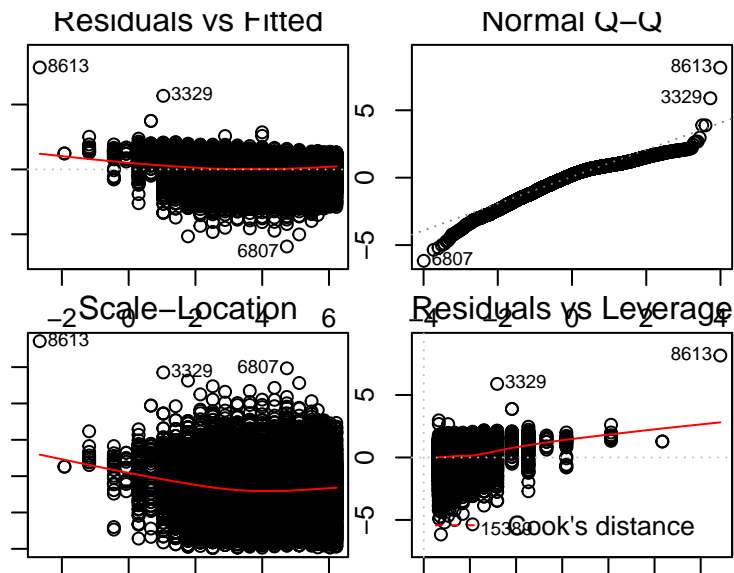 Residuals vs Fitted
8613
3329
6807
−2 0 2 4 6
Normal Q−Q
8613
3329
6807
5
0
−5
−4 −2 0 2 4
Scale−Location
8613
3329
6807
Residuals vs Leverage
8613
3329
15389
Cook's distance
5
0
−5